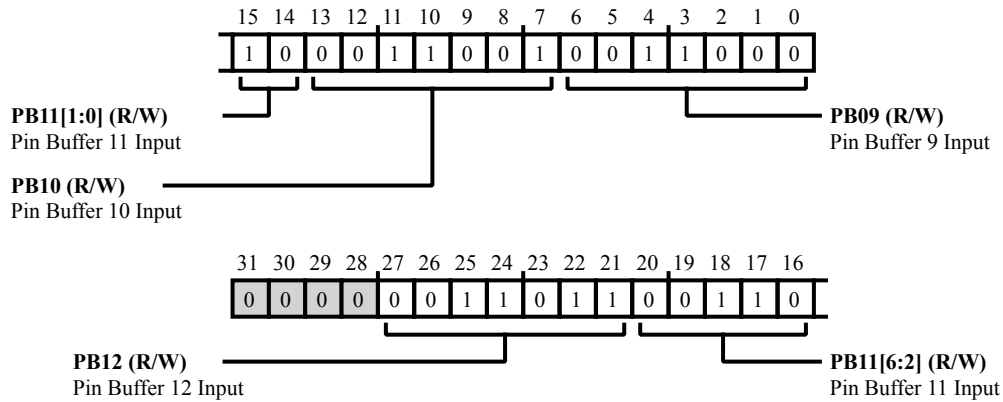 15 14 13 12 11 10 9 8 7 6 5 4 3 2 1 0
1 0 0 0 1 1 0 0 1 0 0 1 1 0 0 0
PB11[1:0] (R/W)
Pin Buffer 11 Input
PB09 (R/W)
Pin Buffer 9 Input
PB10 (R/W)
Pin Buffer 10 Input
31 30 29 28 27 26 25 24 23 22 21 20 19 18 17 16
0 0 0 0 0 0 1 1 0 1 1 0 0 1 1 0
PB12 (R/W)
Pin Buffer 12 Input
PB11[6:2] (R/W)
Pin Buffer 11 Input